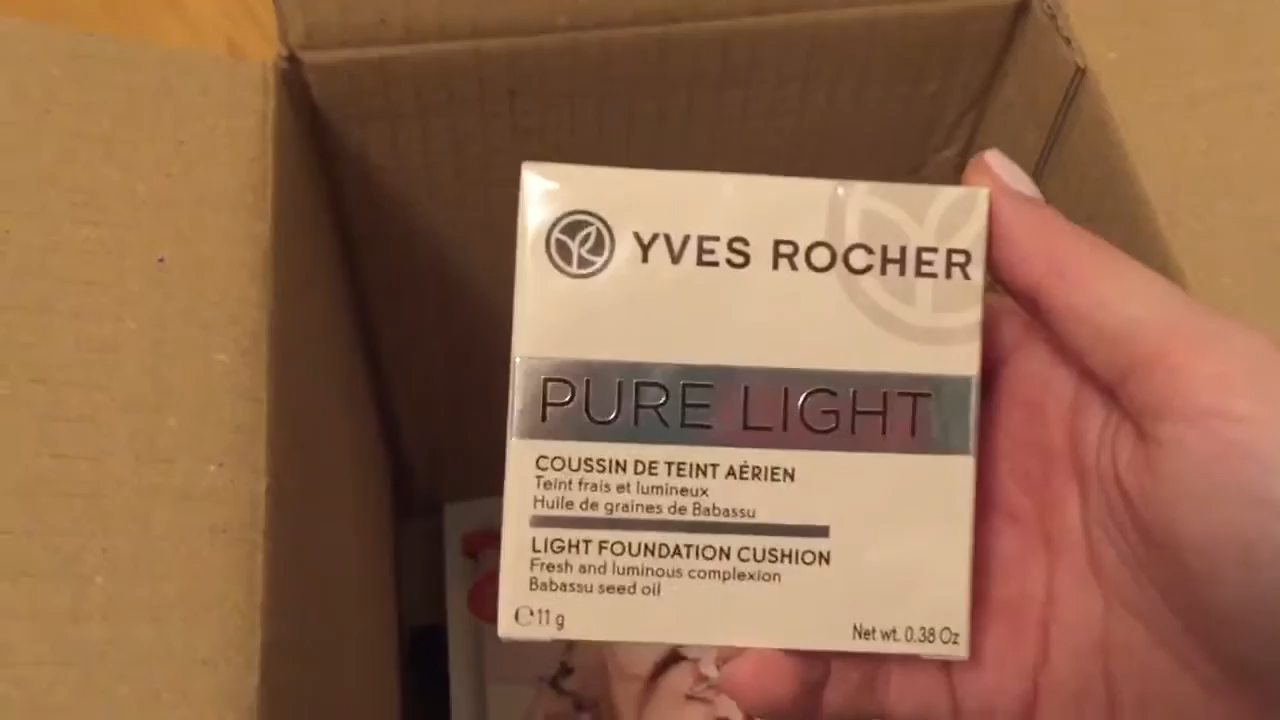 YVES ROCHER
PURE LIGHT
COUSSIN DE TEINT AÉRIEN
Teint frais et lumineux
Huile de graines de Babassu
LIGHT FOUNDATION CUSHION
Fresh and luminous complexion
Babassu seed oil
℮11 g
Net wt. 0.38 Oz